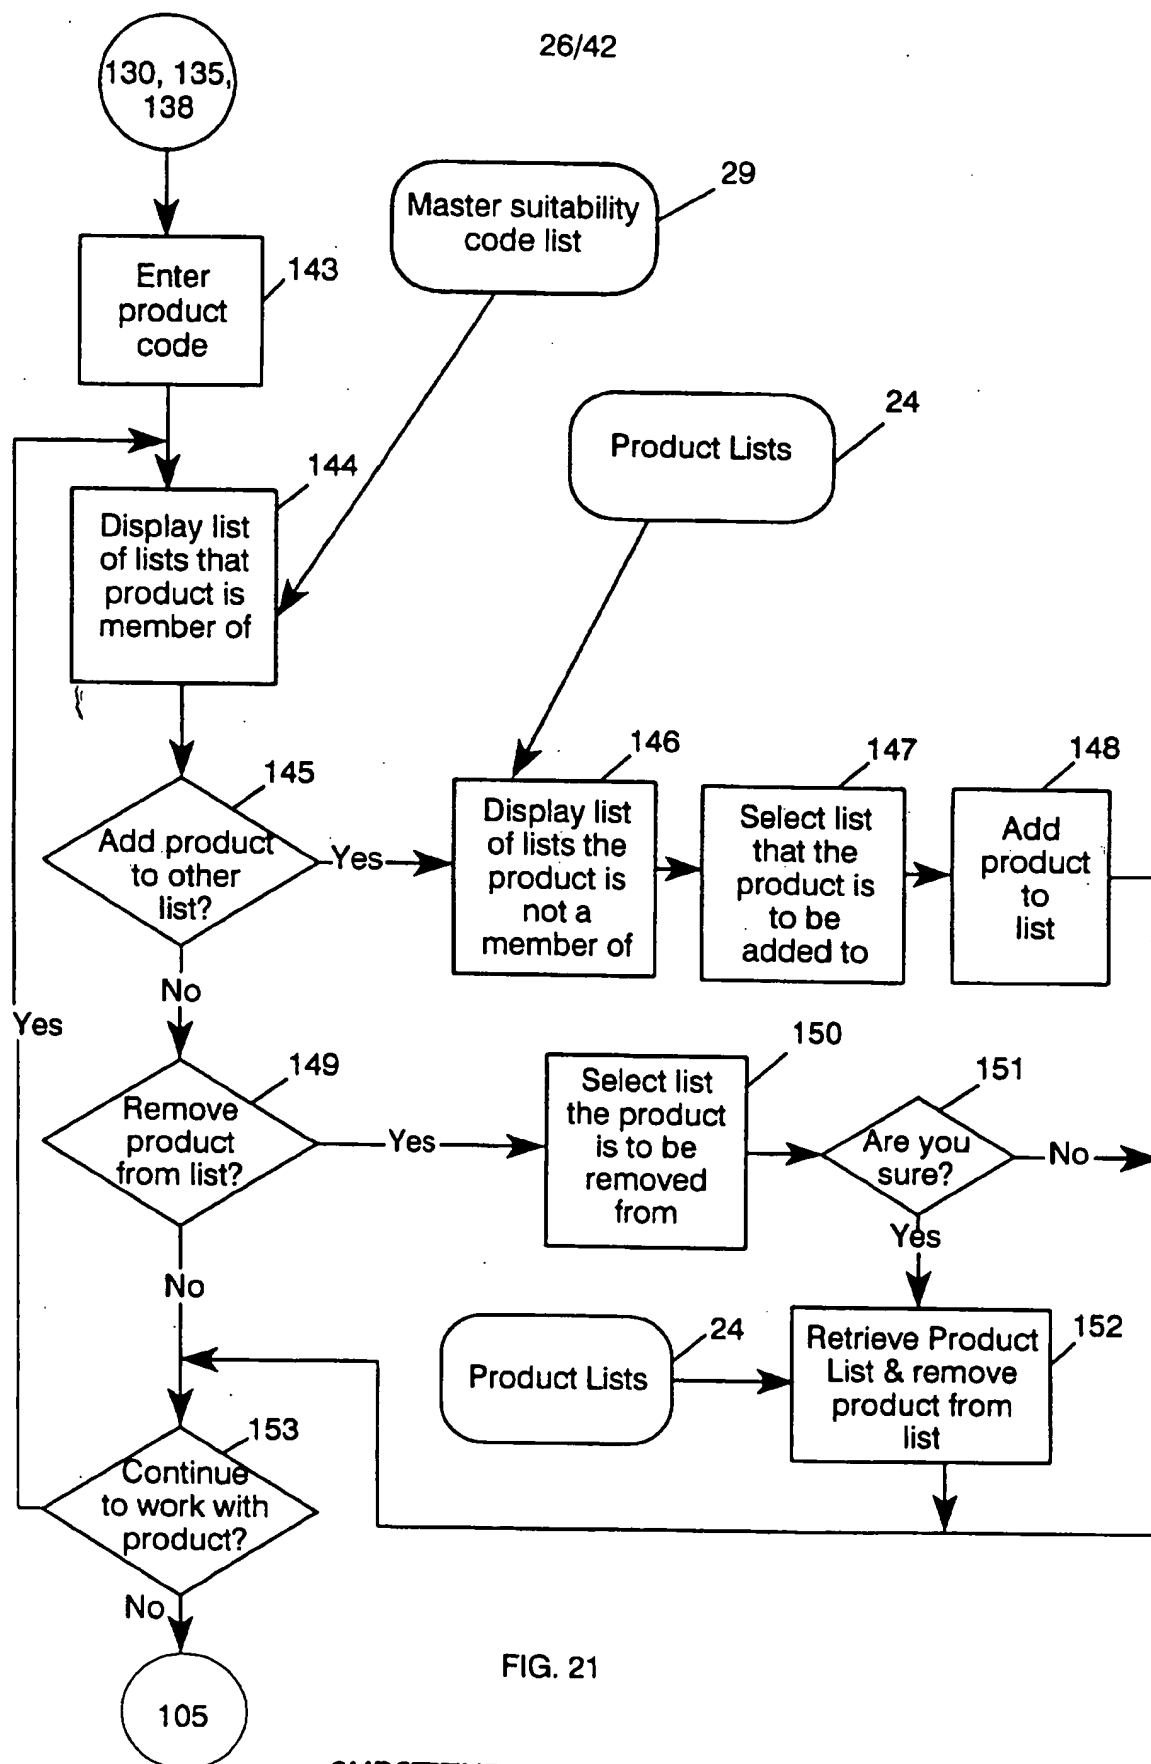 26/42
130, 135,
138
Master suitability
code list
29
Enter
product
code
143
Product Lists
24
Display list
of lists that
product is
member of
144
Add product
to other
list?
145
Yes
Display list
of lists the
product is
not a
member of
146
Select list
that the
product is
to be
added to
147
Add
product
to
list
148
No
Yes
Remove
product
from list?
149
Yes
Select list
the product
is to be
removed
from
150
Are you
sure?
151
No
Yes
No
Product Lists
24
Retrieve Product
List & remove
product from
list
152
Continue
to work with
product?
153
No
105
FIG. 21